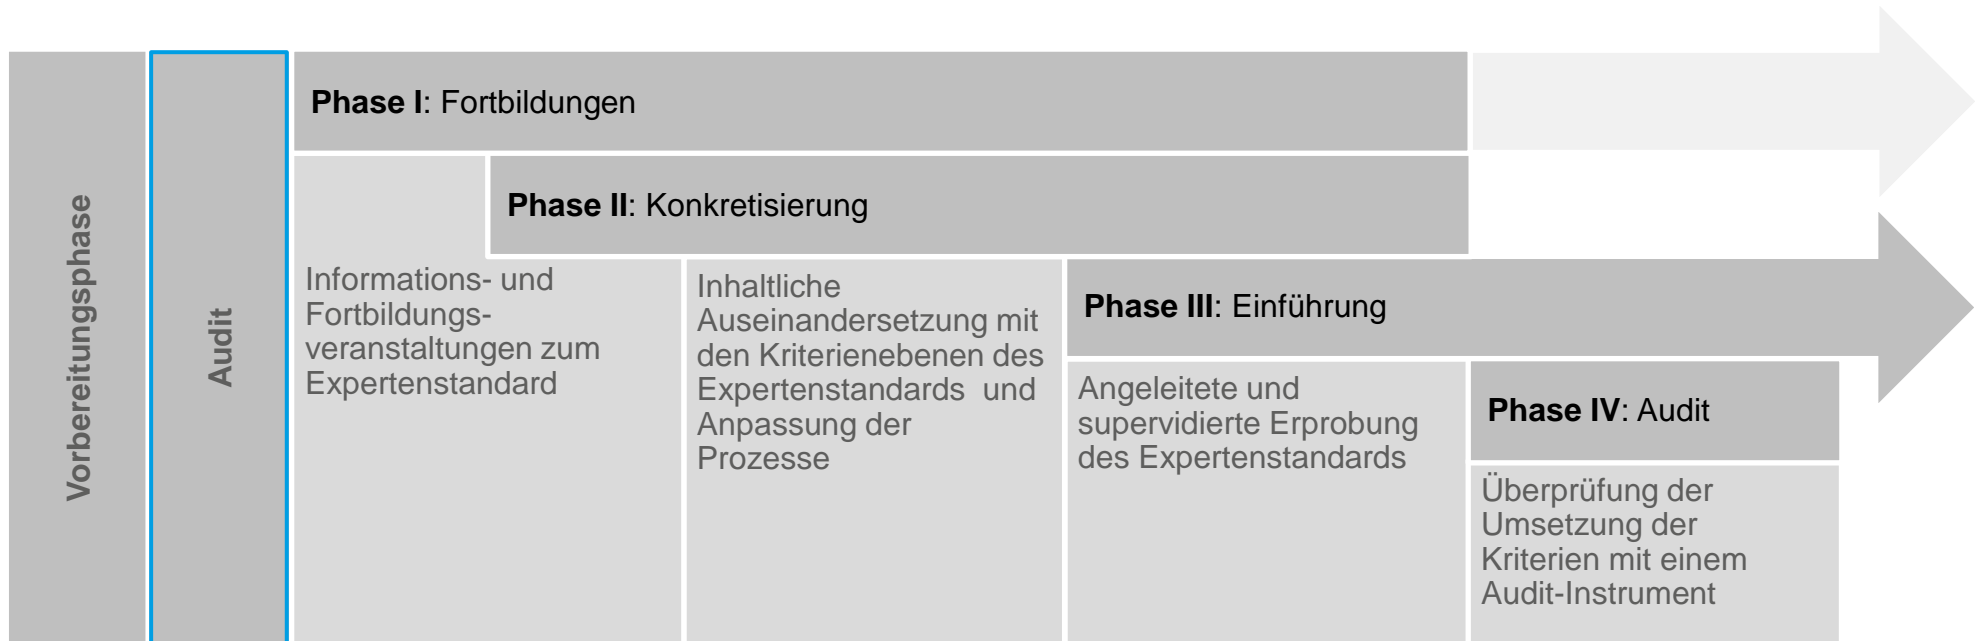 Vorbereitungsphase
Audit
Phase I: Fortbildungen
Informations- und
Fortbildungs-
veranstaltungen zum
Expertenstandard
Phase II: Konkretisierung
Inhaltliche
Auseinandersetzung mit
den Kriterienebenen des
Expertenstandards und
Anpassung der
Prozesse
Phase III: Einführung
Angeleitete und
supervidierte Erprobung
des Expertenstandards
Phase IV: Audit
Überprüfung der
Umsetzung der
Kriterien mit einem
Audit-Instrument